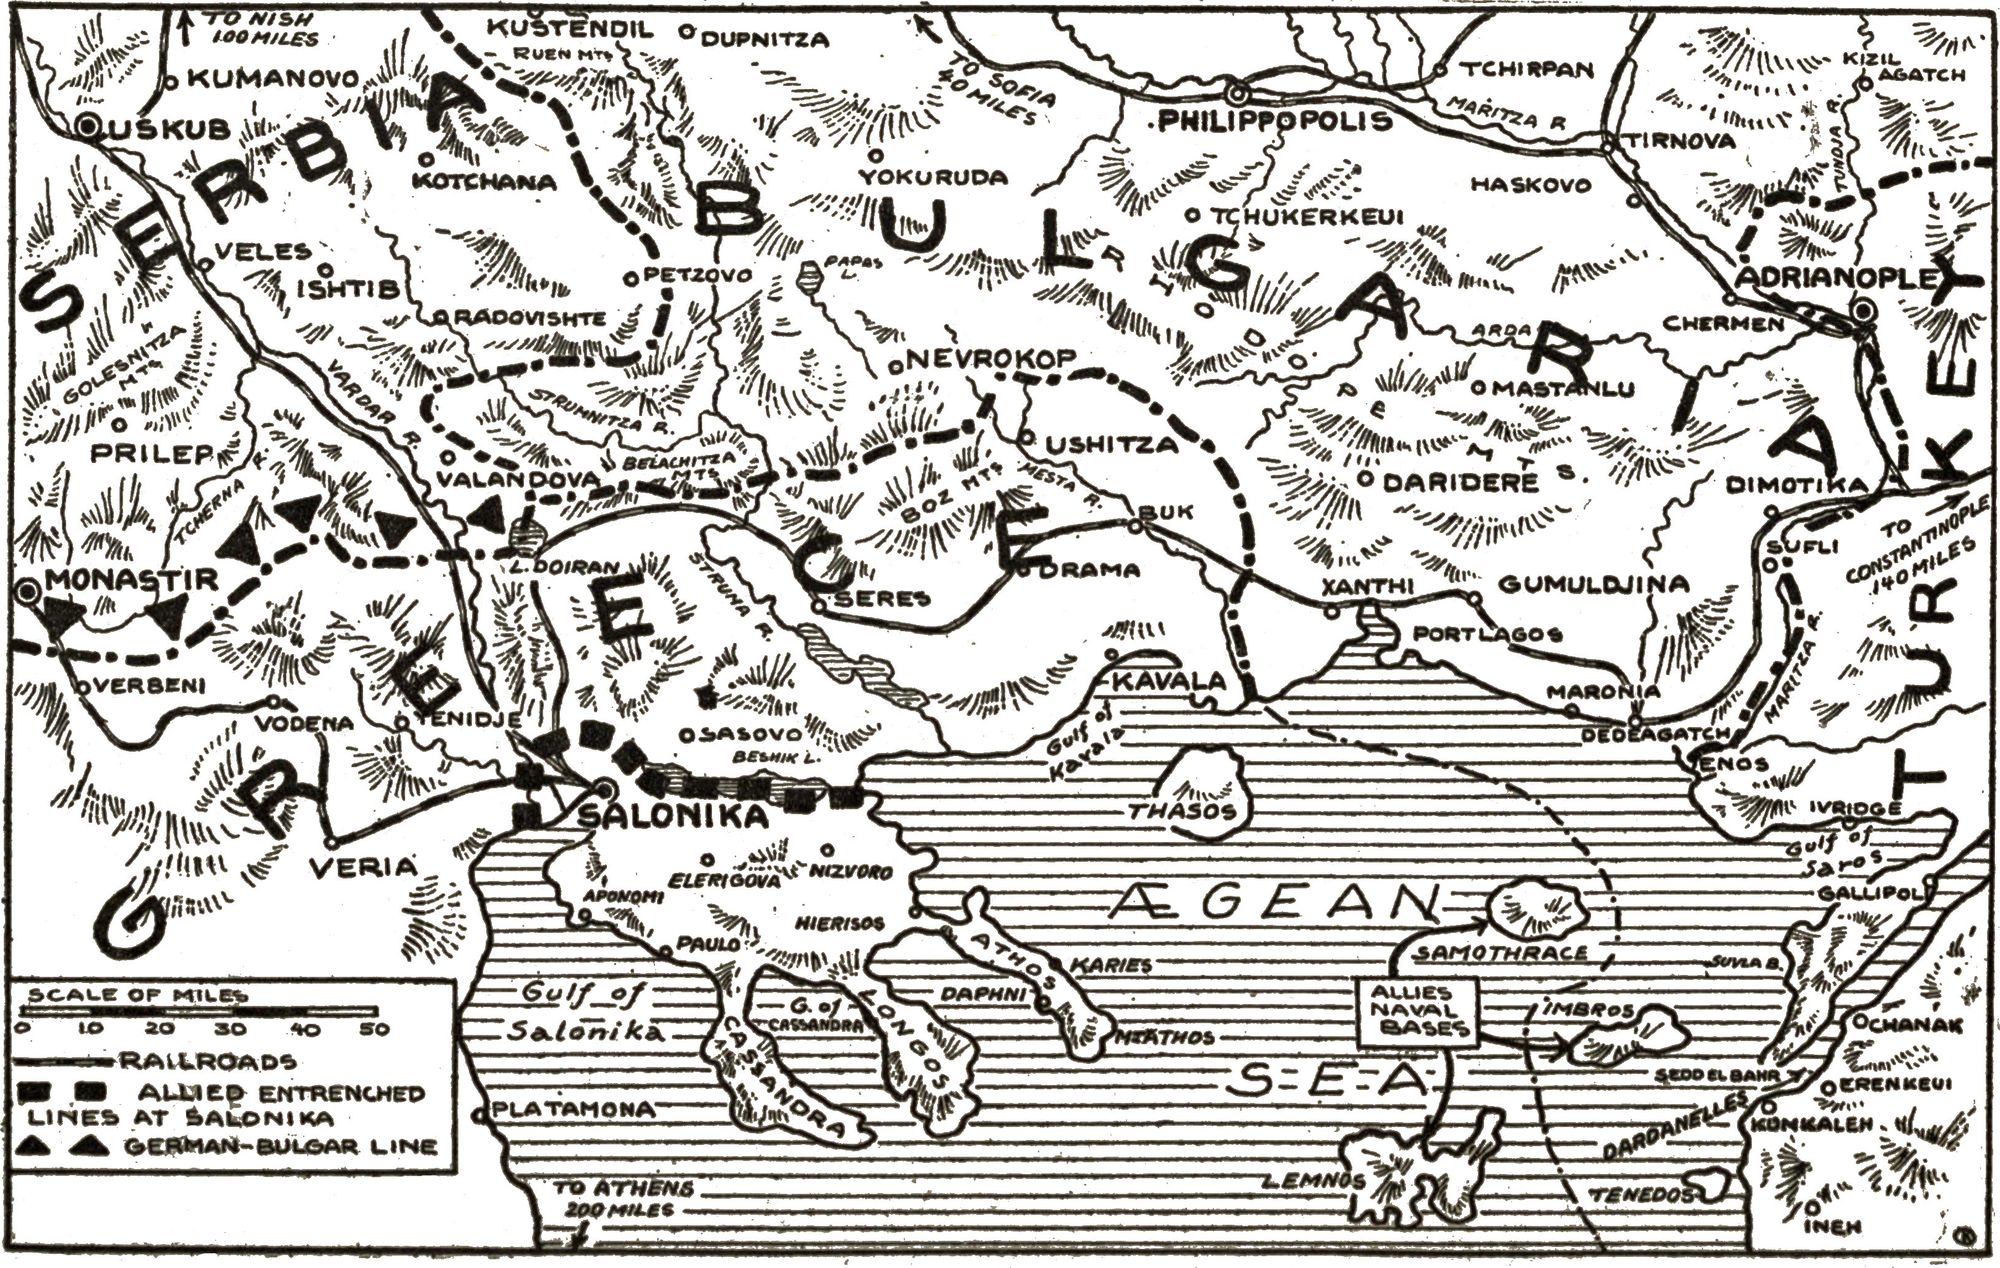 TO NISH
100 MILES
KUSTENDIL
DUPNITZA
RUEN MTS
KUMANOVO
TO SOFIA
40 MILES
TCHIRPAN
KIZIL
AGATCH
USKUB
PHILIPPOPOLIS
MARITZA R
TIRNOVA
TUNDJA R
SERBIA
KOTCHANA
YOKURUDA
HASKOVO
BULGARIA
TCHUKERKEUI
VELES
ISHTIB
PETZOVO
PAPAS
L.
ADRIANOPLE
RADOVISHTE
CHERMEN
ARDA
GOLESNITZA
MTS
VARDAR R.
NEVROKOP
RHODOPE MTS.
MASTANLU
STRUMNITZA R.
PRILEP
USHITZA
VALANDOVA
BELACHITZA
MTS
MESTA R.
BOZ MTS
DARIDERE
DIMOTIKA
TCHERNA R.
BUK
TO
CONSTANTINOPLE
140 MILES
SUFLI
MONASTIR
L. DOIRAN
STRUMA R.
SERES
DRAMA
XANTHI
GUMULDJINA
TURKEY
PORTLAGOS
VERBENI
KAVALA
MARONIA
MARITZA R.
VODENA
YENIDJE
SASOVO
BESHIK L.
Gulf of
Kavala
DEDEAGATCH
ENOS
GREECE
SALONIKA
THASOS
IVRIDGE
Gulf of
Saros
VERIA
ELERIGOVA
NIZVORO
GALLIPOLI
APONOMI
HIERISOS
ÆGEAN
SEA
PAULO
ATHOS
KARIES
SAMOTHRACE
SUVLA B.
SCALE OF MILES
0 10 20 30 40 50
RAILROADS
ALLIED ENTRENCHED
LINES AT SALONIKA
GERMAN-BULGAR LINE
Gulf of
Salonika
G. of
CASSANDRA
DAPHNI
ALLIES
NAVAL
BASES
IMBROS
CHANAK
CASSANDRA
LONGOS
MT ATHOS
SEDD EL BAHR
ERENKEUI
PLATAMONA
DARDANELLES
KUMKALEH
LEMNOS
TENEDOS
TO ATHENS
200 MILES
INEH